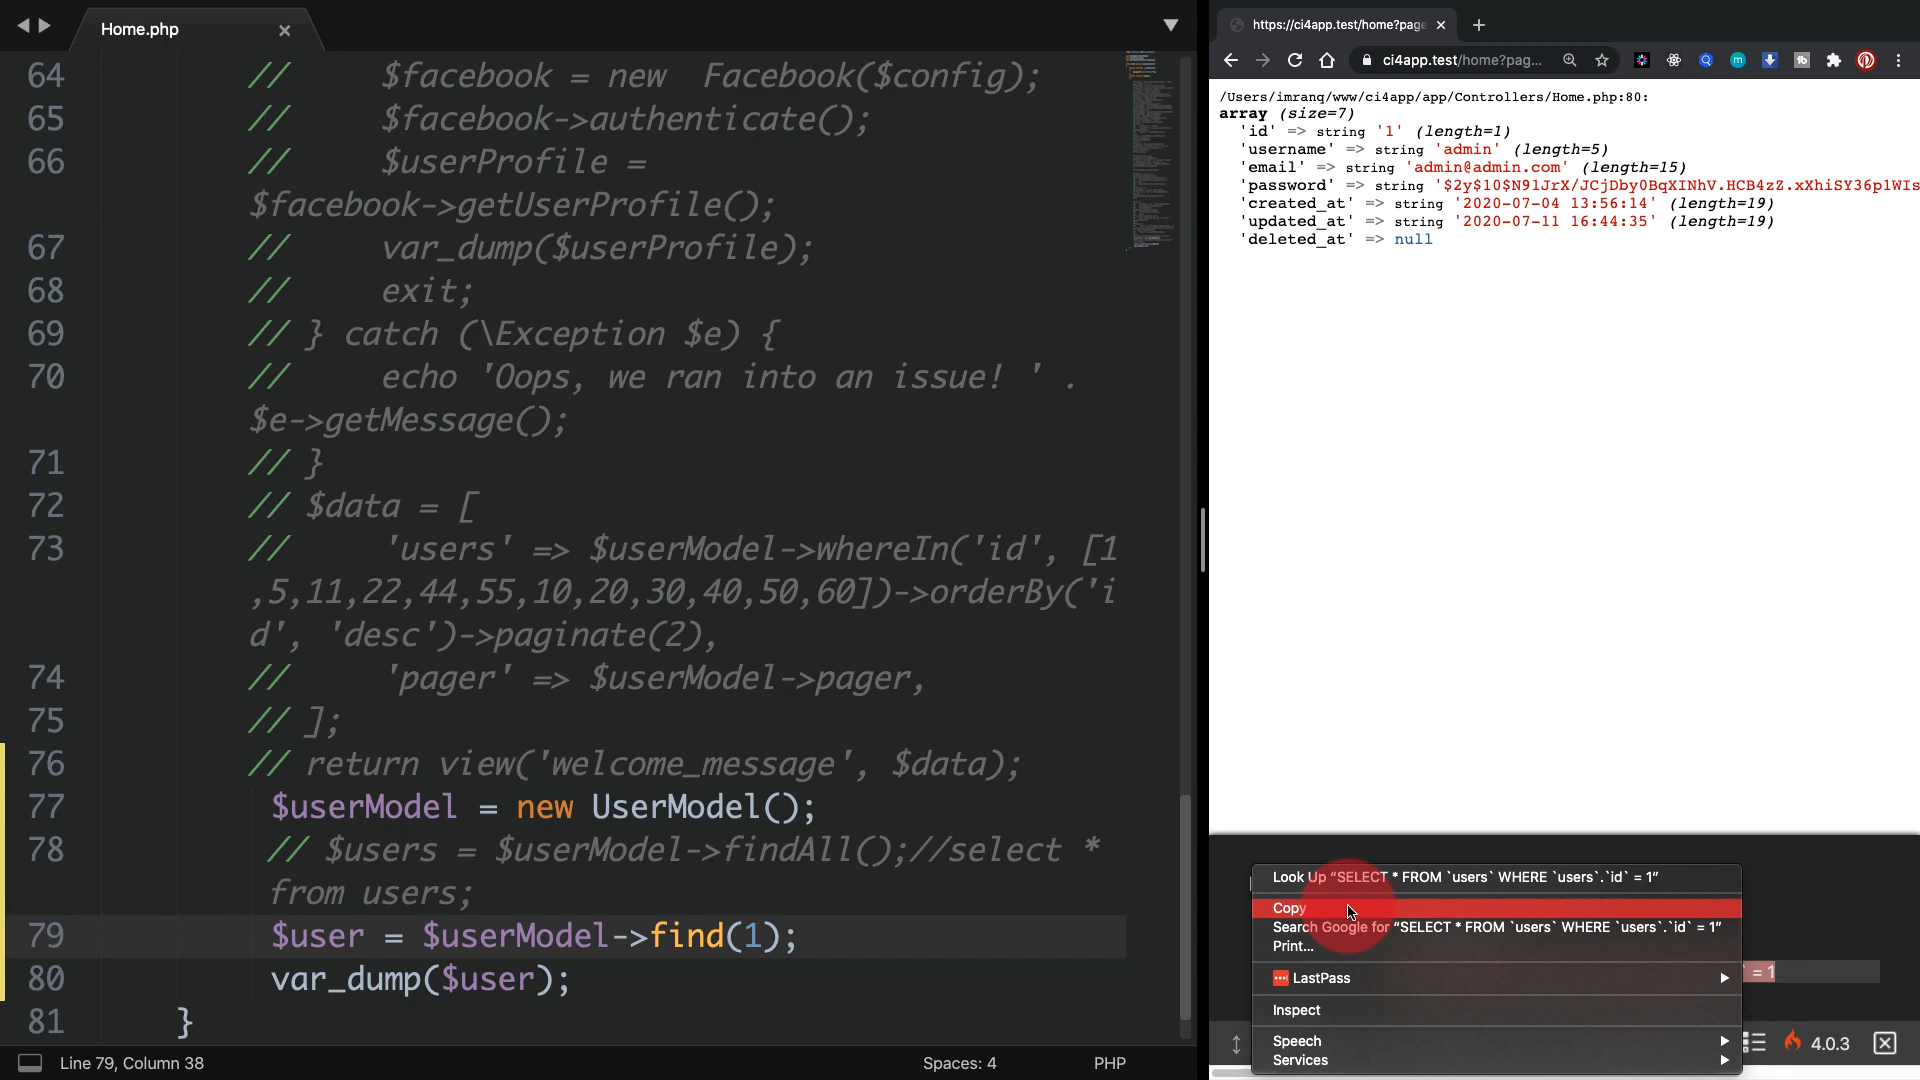 Home.php
64 // $facebook = new Facebook($config);
65 // $facebook->authenticate();
66 // $userProfile =
$facebook->getUserProfile();
67 // var_dump($userProfile);
68 // exit;
69 // } catch (\Exception $e) {
70 // echo 'Oops, we ran into an issue! ' .
$e->getMessage();
71 // }
72 // $data = [
73 // 'users' => $userModel->whereIn('id', [1
,5,11,22,44,55,10,20,30,40,50,60])->orderBy('i
d', 'desc')->paginate(2),
74 // 'pager' => $userModel->pager,
75 // ];
76 // return view('welcome_message', $data);
77 $userModel = new UserModel();
78 // $users = $userModel->findAll();//select *
from users;
79 $user = $userModel->find(1);
80 var_dump($user);
81 }
Line 79, Column 38
Spaces: 4
PHP
https://ci4app.test/home?page
ci4app.test/home?pag...
/Users/imranq/www/ci4app/app/Controllers/Home.php:80:
array (size=7)
'id' => string '1' (length=1)
'username' => string 'admin' (length=5)
'email' => string 'admin@admin.com' (length=15)
'password' => string '$2y$10$N9lJrX/JCjDby0BqXINhV.HCB4zZ.xXhiSY36plWIs
'created_at' => string '2020-07-04 13:56:14' (length=19)
'updated_at' => string '2020-07-11 16:44:35' (length=19)
'deleted_at' => null
Look Up “SELECT * FROM `users` WHERE `users`.`id` = 1”
Copy
Search Google for “SELECT * FROM `users` WHERE `users`.`id` = 1”
Print...
LastPass
` = 1
Inspect
Speech
Services
4.0.3